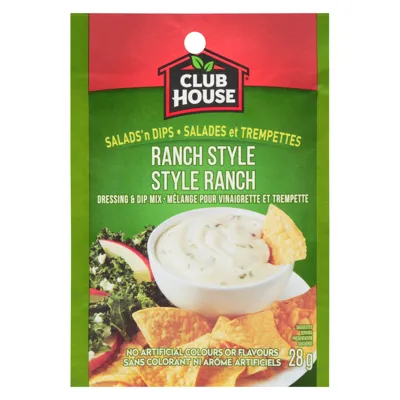 CLUB
HOUSE
SALADS'n DIPS • SALADES et TREMPETTES
RANCH STYLE
STYLE RANCH
DRESSING & DIP MIX • MÉLANGE POUR VINAIGRETTE ET TREMPETTE
NO ARTIFICIAL COLOURS OR FLAVOURS
SANS COLORANT NI ARÔME ARTIFICIELS
28 g